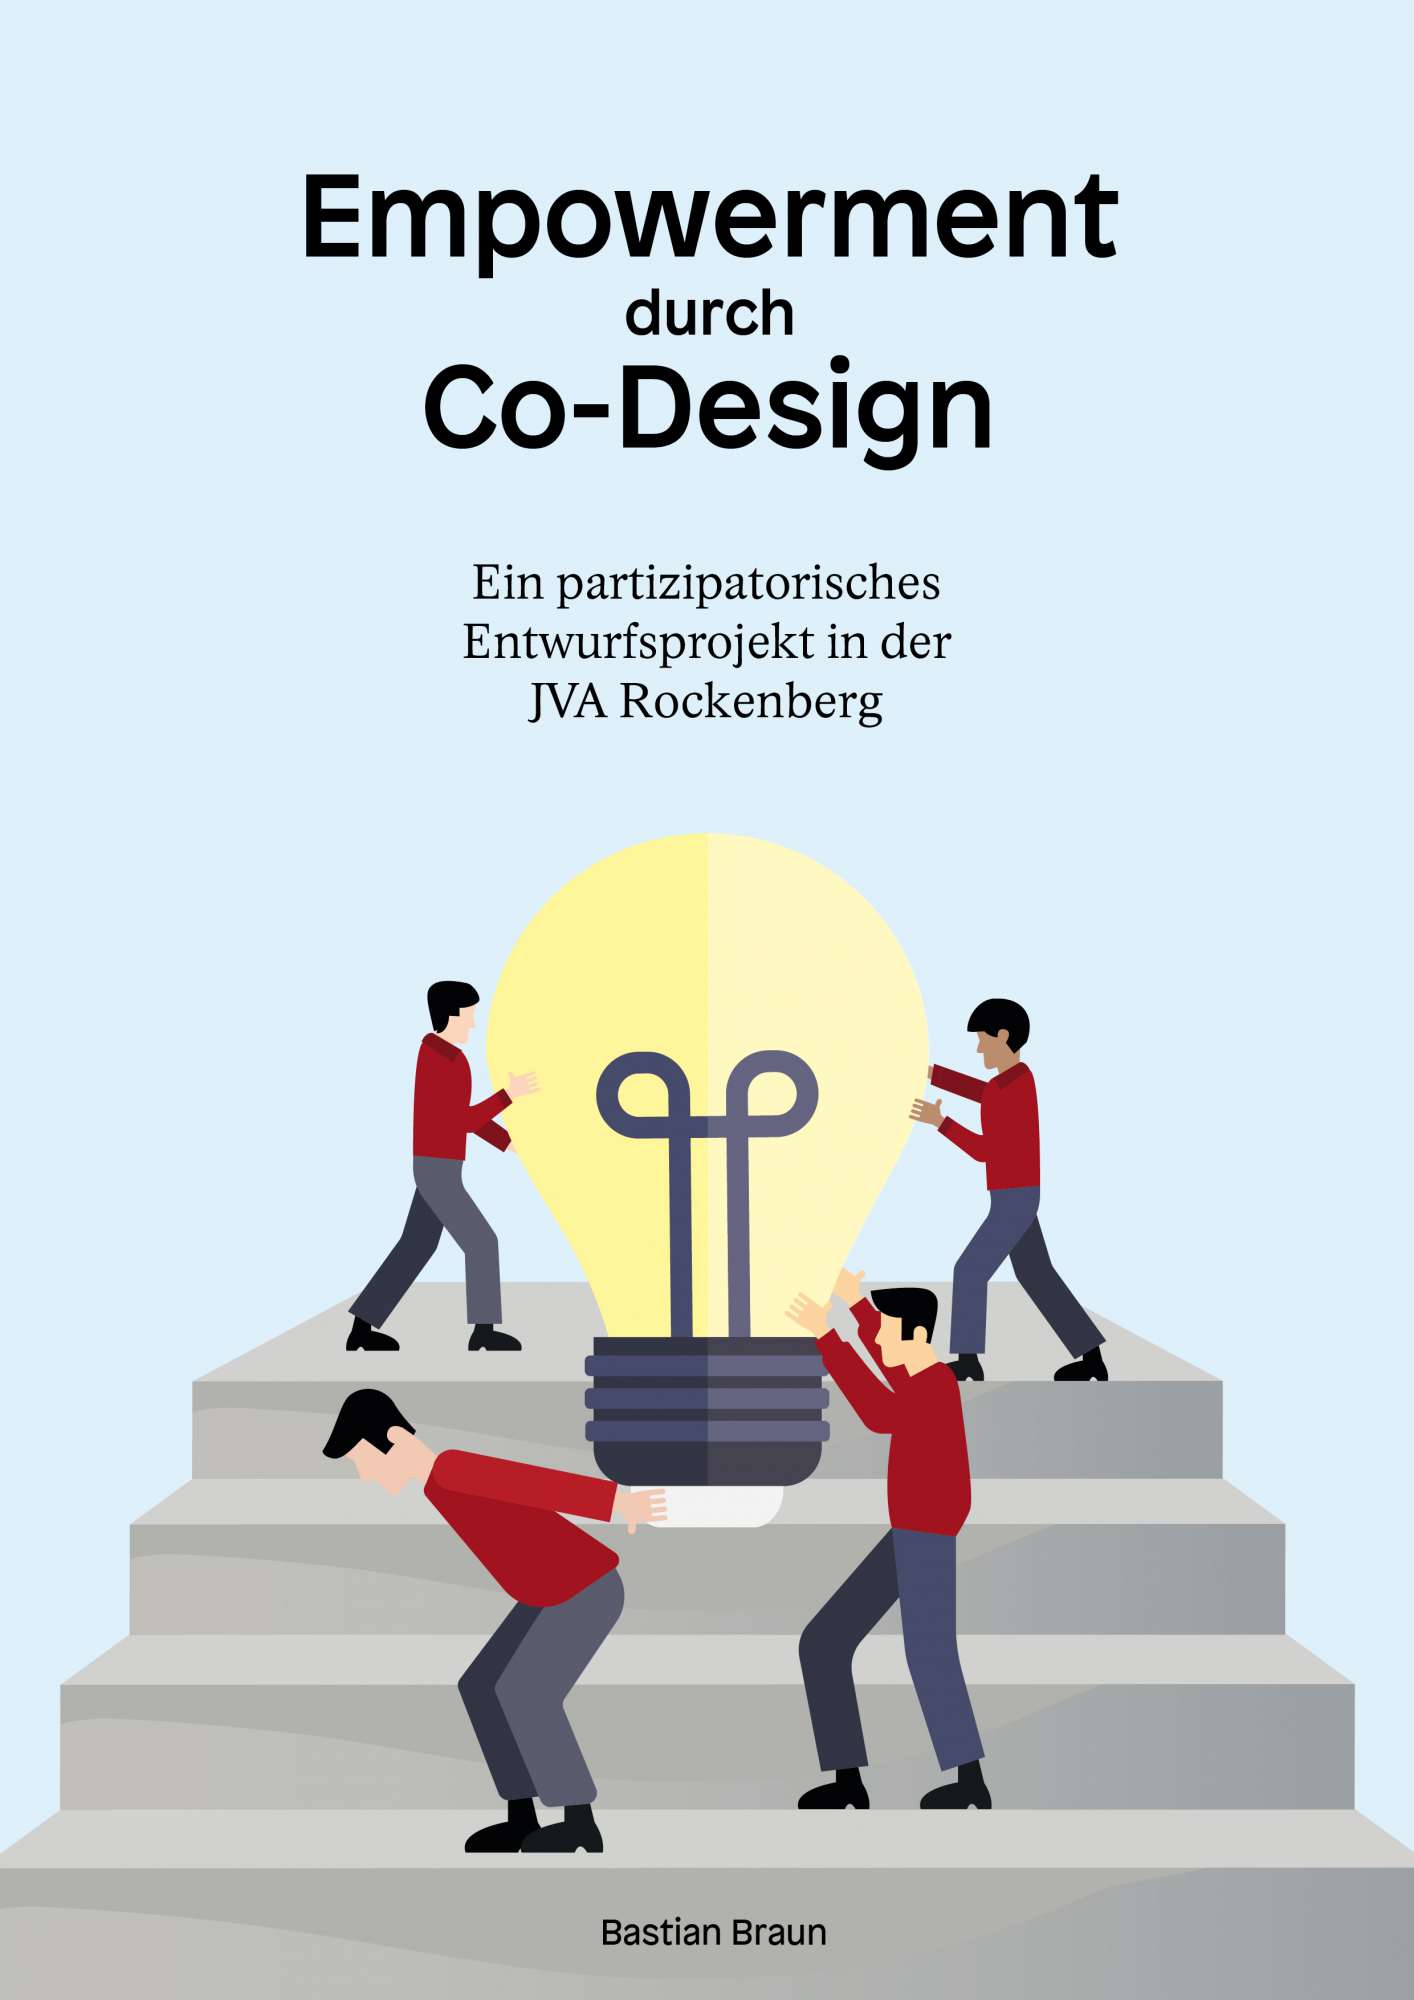 Empowerment
durch
Co-Design
Ein partizipatorisches
Entwurfsprojekt in der
JVA Rockenberg
Bastian Braun